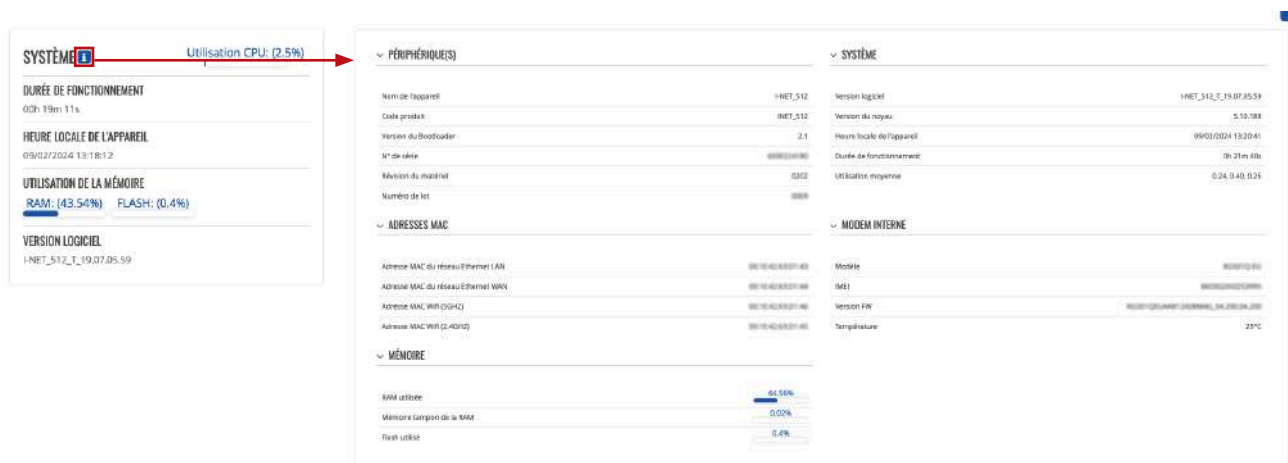 SYSTÈME
Utilisation CPU: (2.5%)
DURÉE DE FONCTIONNEMENT
00h 19m 11s
HEURE LOCALE DE L'APPAREIL
09/02/2024 13:18:12
UTILISATION DE LA MÉMOIRE
RAM: (43.54%) FLASH: (0.4%)
VERSION LOGICIEL
I-NET_512_T_19.07.05.59
PÉRIPHÉRIQUE(S)
Nom de l'appareil I-NET_512
Code produit INET_512
Version du Bootloader 2.1
N° de série
Révision du matériel 0202
Numéro de lot
ADRESSES MAC
Adresse MAC du réseau Ethernet LAN
Adresse MAC du réseau Ethernet WAN
Adresse MAC Wifi (5GHZ)
Adresse MAC Wifi (2.4GHZ)
MÉMOIRE
RAM utilisée 44.56%
Mémoire tampon de la RAM 0.02%
Flash utilisé 0.4%
SYSTÈME
Version logiciel I-NET_512_T_19.07.05.59
Version du noyau 5.10.188
Heure locale de l'appareil 09/02/2024 13:20:41
Durée de fonctionnement 0h 21m 40s
Utilisation moyenne 0.24, 0.40, 0.26
MODEM INTERNE
Modèle
IMEI
Version FW
Température 29°C